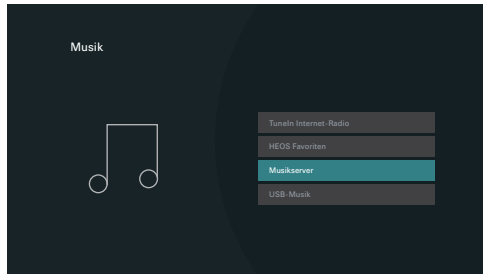 Musik
TuneIn Internet-Radio
HEOS Favoriten
Musikserver
USB-Musik